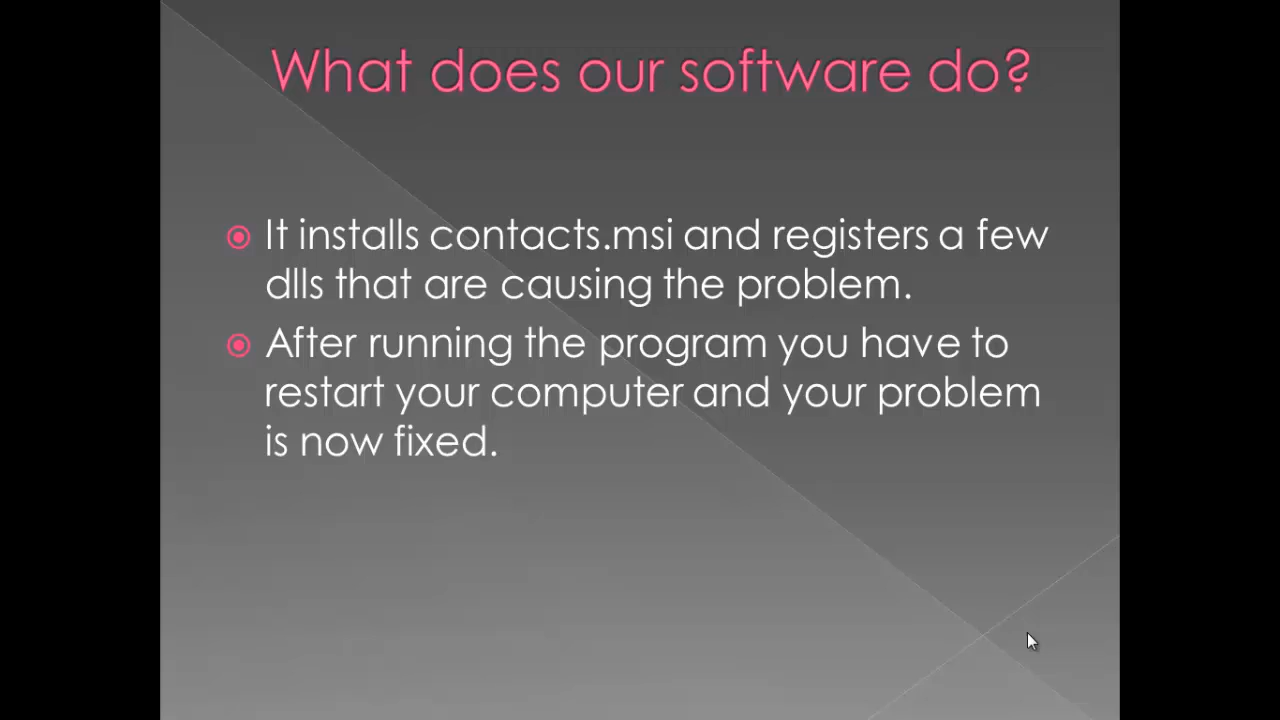 What does our software do?
It installs contacts.msi and registers a few
dlls that are causing the problem.
After running the program you have to
restart your computer and your problem
is now fixed.